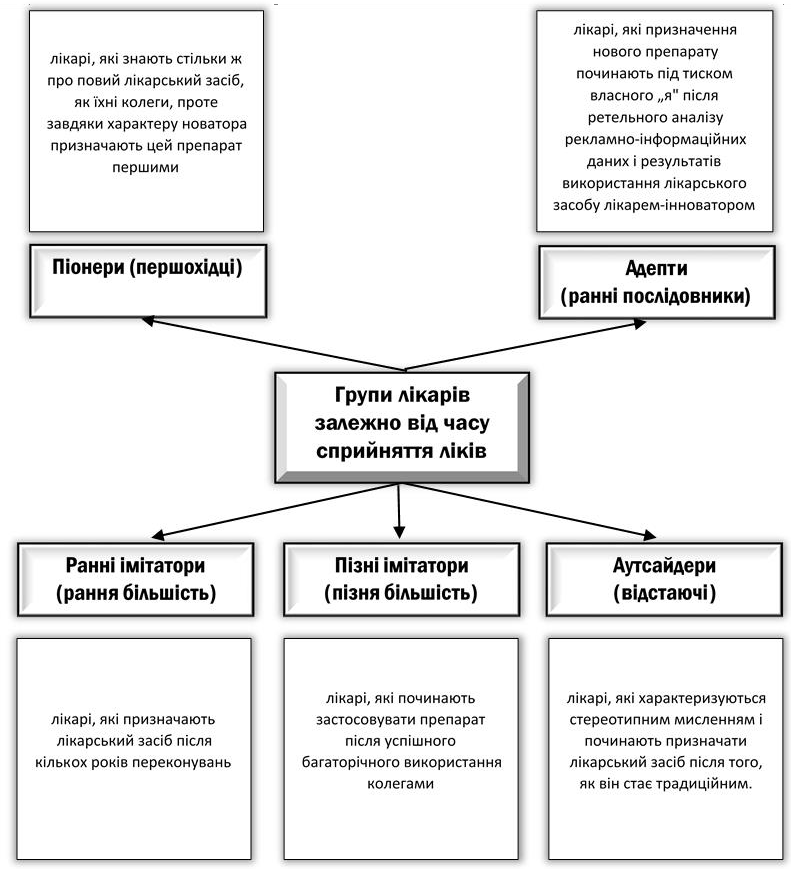 лікарі, які знають стільки ж
про повий лікарський засіб,
як їхні колеги, проте
завдяки характеру новатора
призначають цей препарат
першими
лікарі, які призначення
нового препарату
починають під тиском
власного „я" після
ретельного аналізу
рекламно-інформаційних
даних і результатів
використання лікарського
засобу лікарем-інноватором
Піонери (першохідці)
Адепти
(ранні послідовники)
Групи лікарів
залежно від часу
сприйняття ліків
Ранні імітатори
(рання більшість)
Пізні імітатори
(пізня більшість)
Аутсайдери
(відстаючі)
лікарі, які призначають
лікарський засіб після
кількох років переконувань
лікарі, які починають
застосовувати препарат
після успішного
багаторічного використання
колегами
лікарі, які характеризуються
стереотипним мисленням і
починають призначати
лікарський засіб після того,
як він стає традиційним.